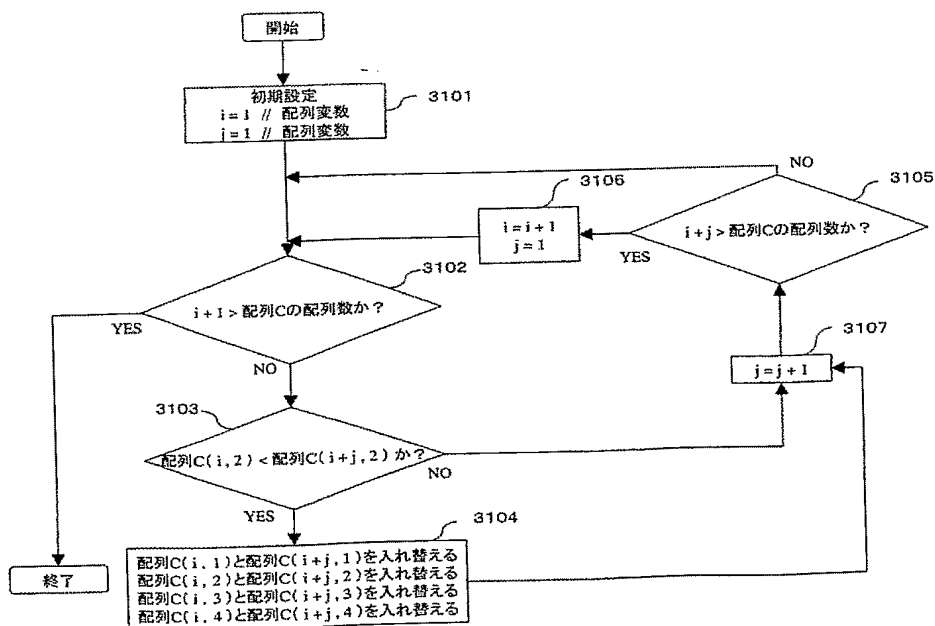 開始
初期設定
i=1 // 配列変数
j=1 // 配列変数
3101
NO
3105
3106
i=i+1
j=1
i+j>配列Cの配列数か？
YES
3102
i+1>配列Cの配列数か？
YES
NO
3107
j=j+1
3103
配列C(i,2)<配列C(i+j,2)か？
NO
YES
3104
配列C(i,1)と配列C(i+j,1)を入れ替える
配列C(i,2)と配列C(i+j,2)を入れ替える
配列C(i,3)と配列C(i+j,3)を入れ替える
配列C(i,4)と配列C(i+j,4)を入れ替える
終了